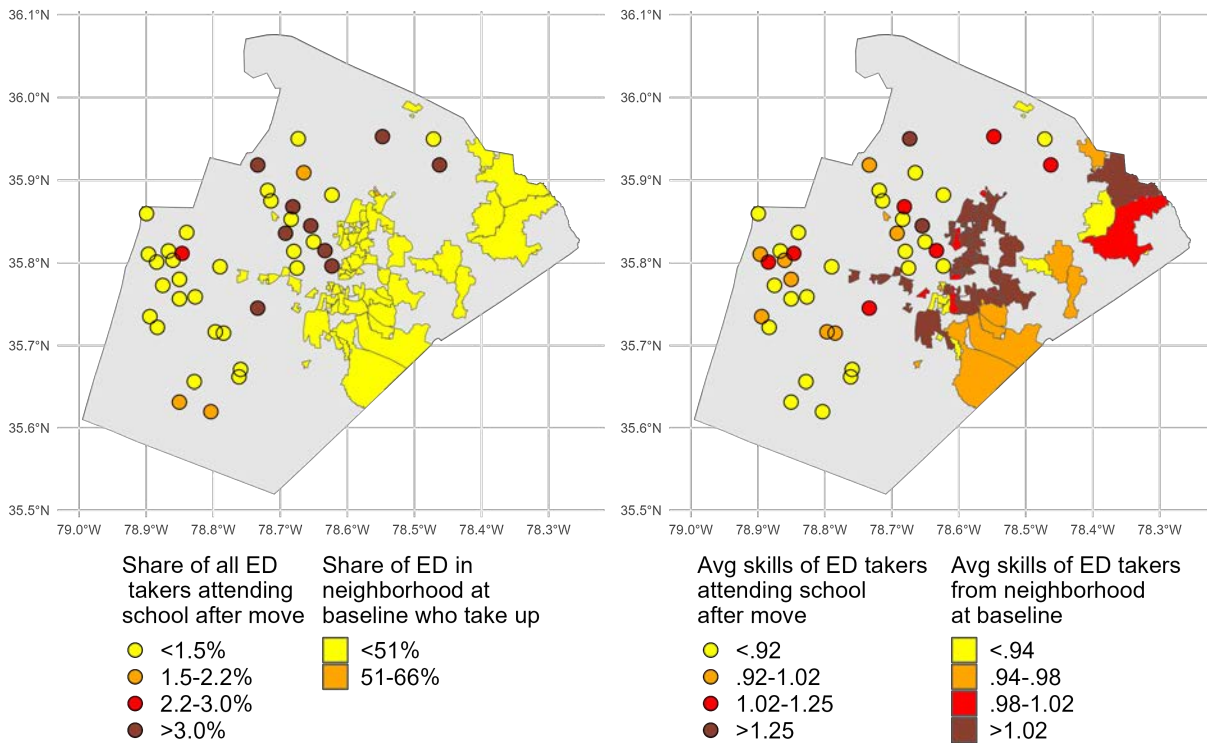 36.1°N
36.0°N
35.9°N
35.8°N
35.7°N
35.6°N
35.5°N
79.0°W 78.9°W 78.8°W 78.7°W 78.6°W 78.5°W 78.4°W 78.3°W
Share of all ED
takers attending
school after move
<1.5%
1.5-2.2%
2.2-3.0%
>3.0%
Share of ED in
neighborhood at
baseline who take up
<51%
51-66%
36.1°N
36.0°N
35.9°N
35.8°N
35.7°N
35.6°N
35.5°N
79.0°W 78.9°W 78.8°W 78.7°W 78.6°W 78.5°W 78.4°W 78.3°W
Avg skills of ED takers
attending school
after move
<.92
.92-1.02
1.02-1.25
>1.25
Avg skills of ED takers
from neighborhood
at baseline
<.94
.94-.98
.98-1.02
>1.02